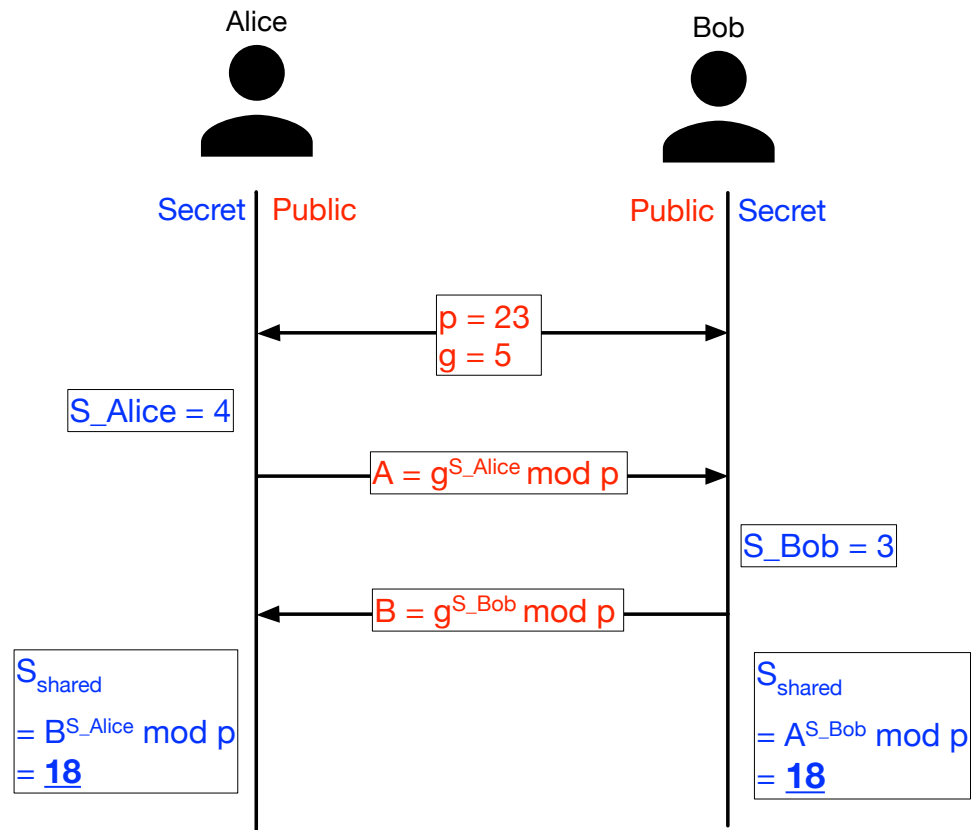 Alice
Bob
Secret Public
Public Secret
p = 23
g = 5
S_Alice = 4
A = g^S_Alice mod p
S_Bob = 3
B = g^S_Bob mod p
S_shared
= B^S_Alice mod p
= 18
S_shared
= A^S_Bob mod p
= 18